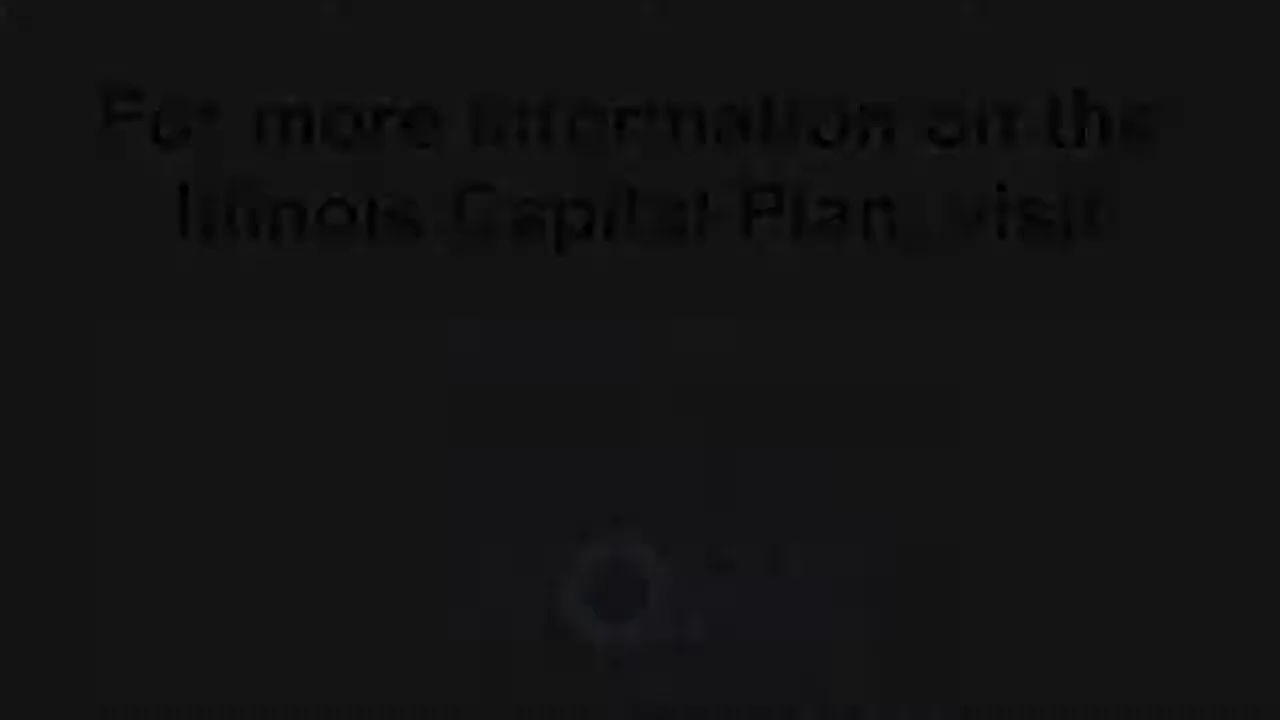 For more information on the
Illinois Capital Plan, visit